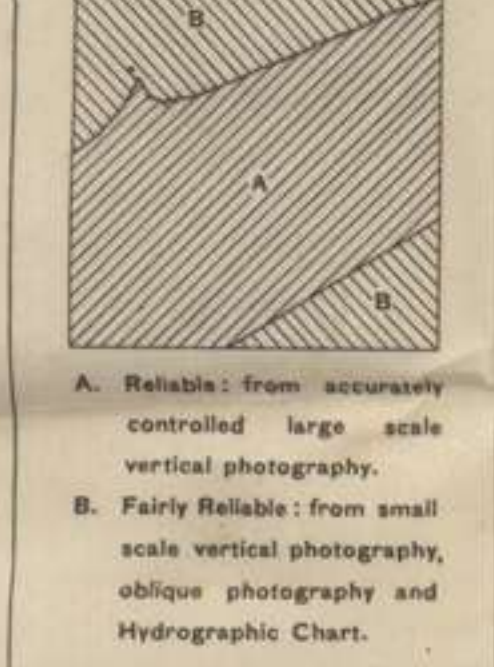 B
A
B.
A. Reliable: from accurately
controlled large scale
vertical photography.
B. Fairly Reliable: from small
scale vertical photography,
oblique photography and
Hydrographic Chart.